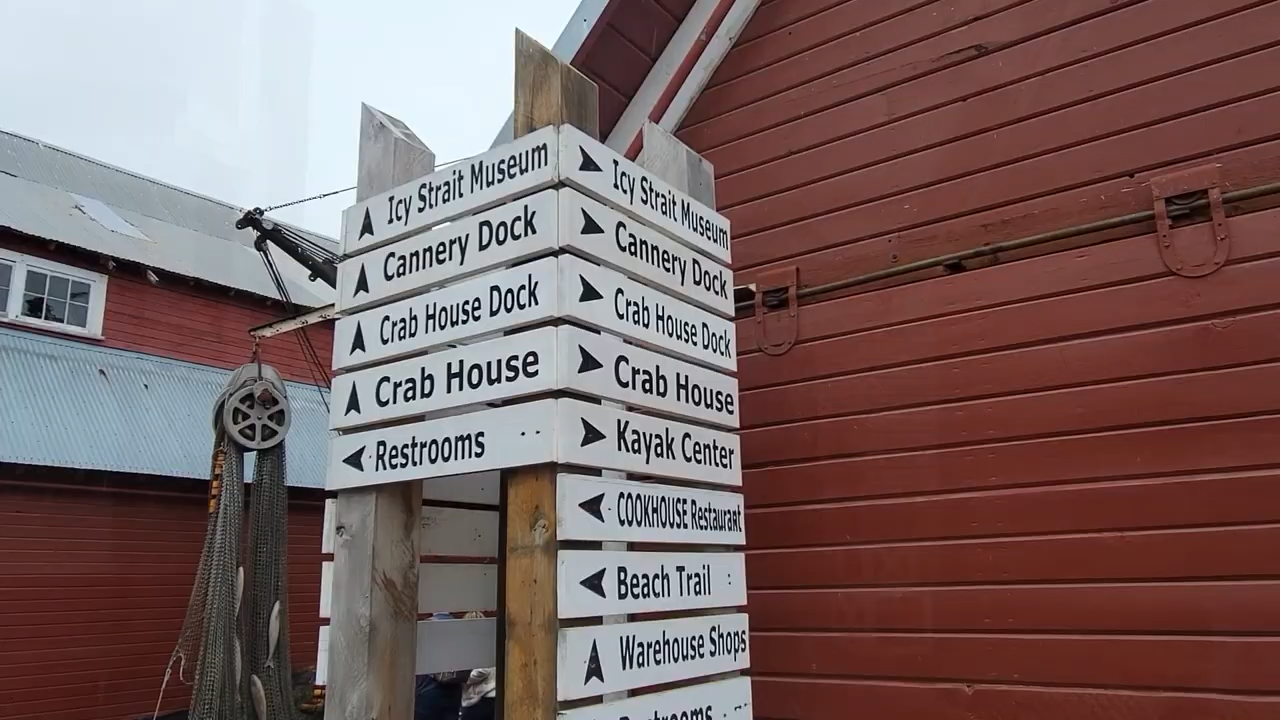 Icy Strait Museum
Cannery Dock
Crab House Dock
Crab House
Restrooms
Icy Strait Museum
Cannery Dock
Crab House Dock
Crab House
Kayak Center
COOKHOUSE Restaurant
Beach Trail
Warehouse Shops
Restrooms